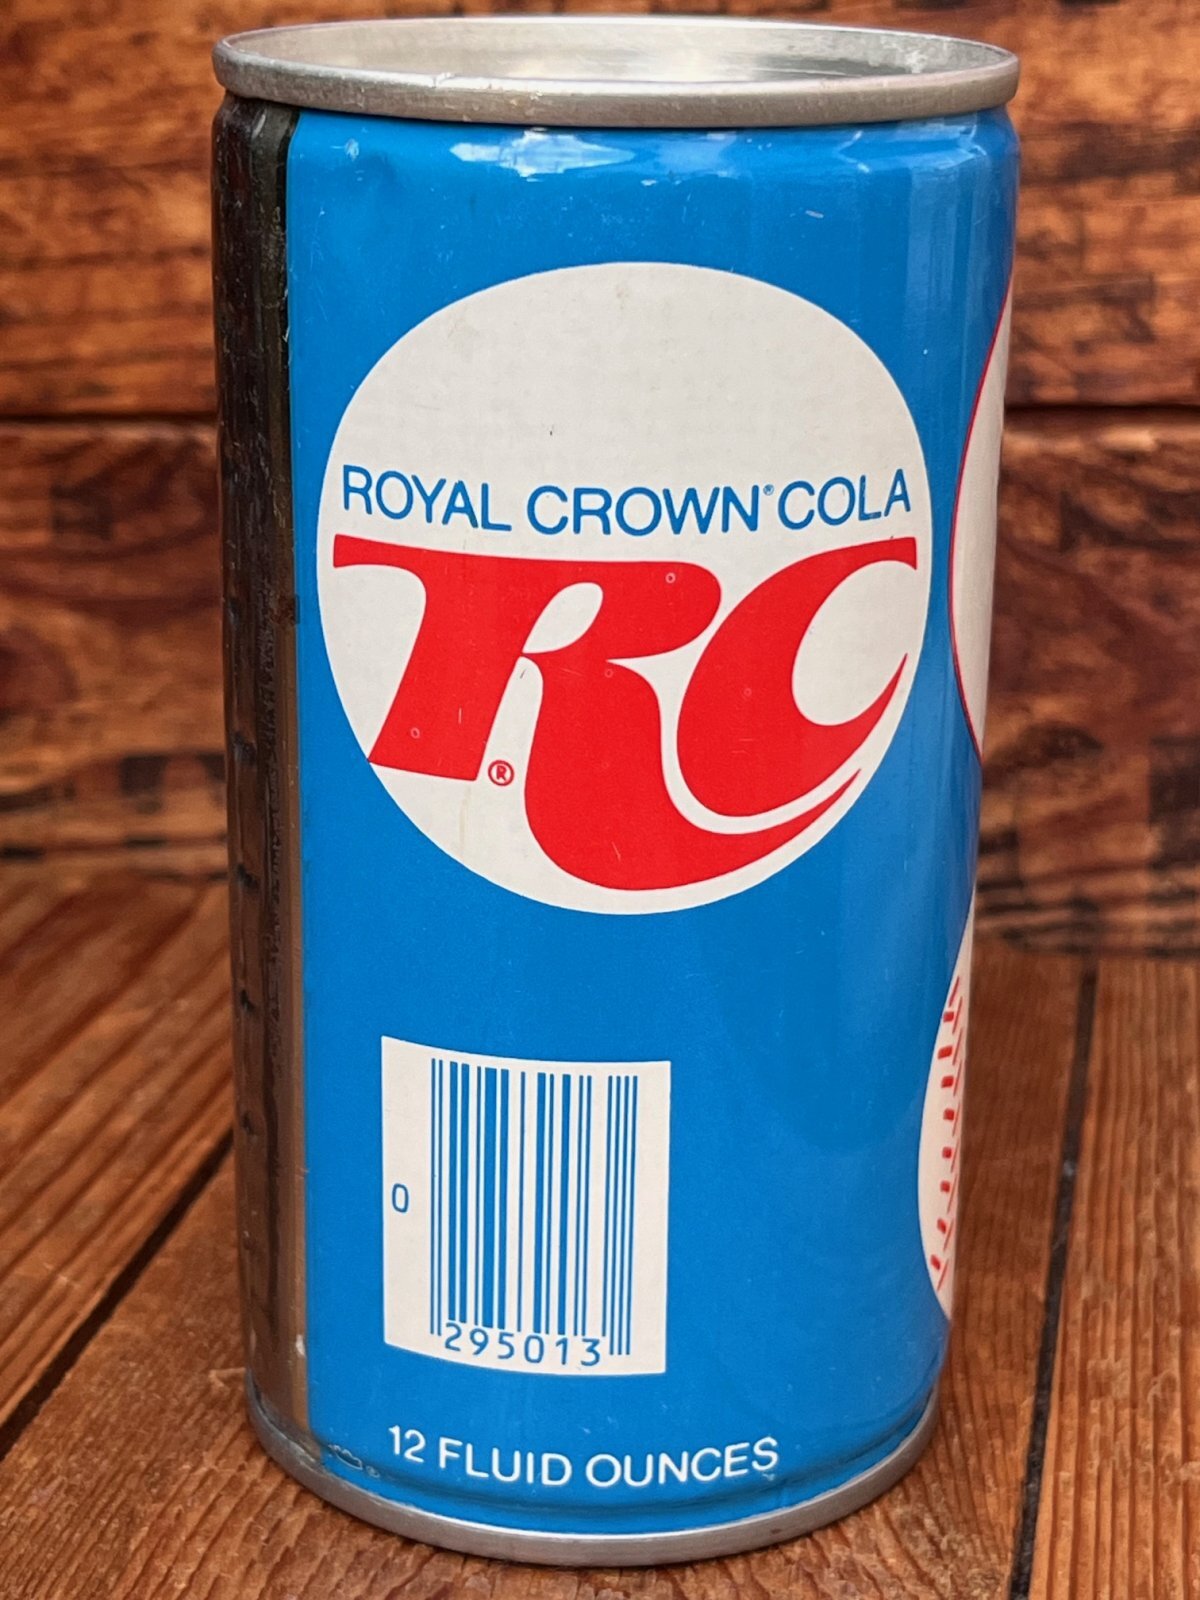 ROYAL CROWN® COLA
RC®
0
295013
12 FLUID OUNCES